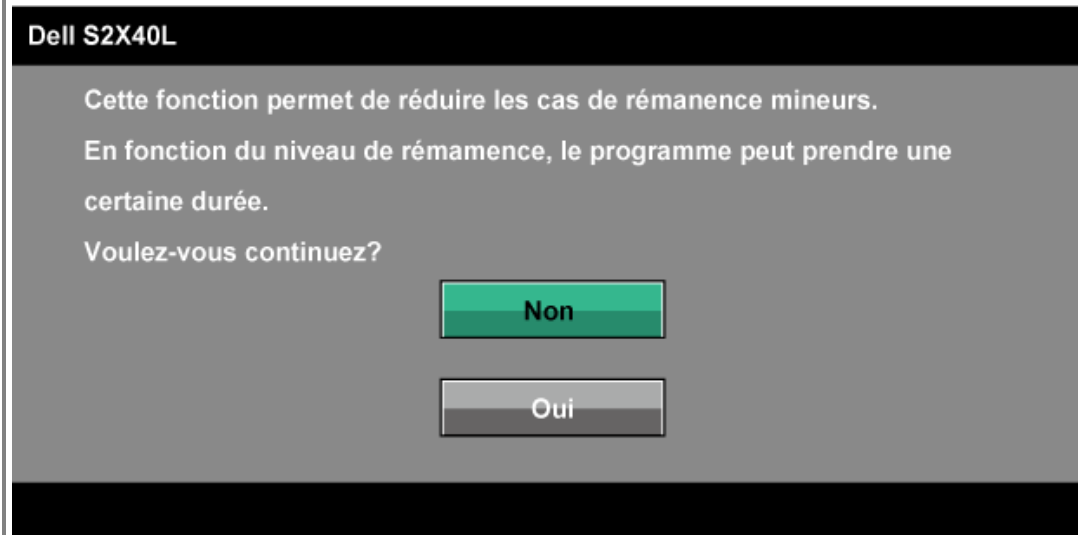 Dell S2X40L
Cette fonction permet de réduire les cas de rémanence mineurs.
En fonction du niveau de rémamence, le programme peut prendre une
certaine durée.
Voulez-vous continuez?
Non
Oui